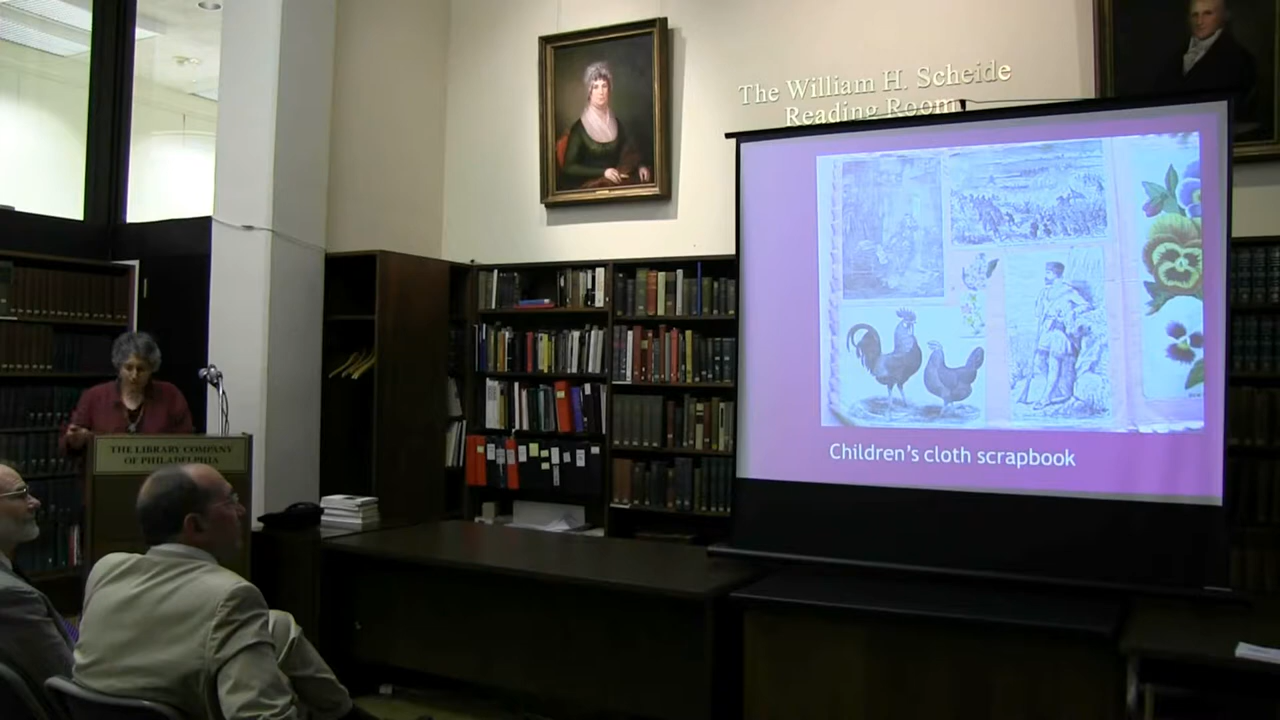 The William H. Scheide
Reading Room
THE LIBRARY COMPANY
OF PHILADELPHIA
Children's cloth scrapbook